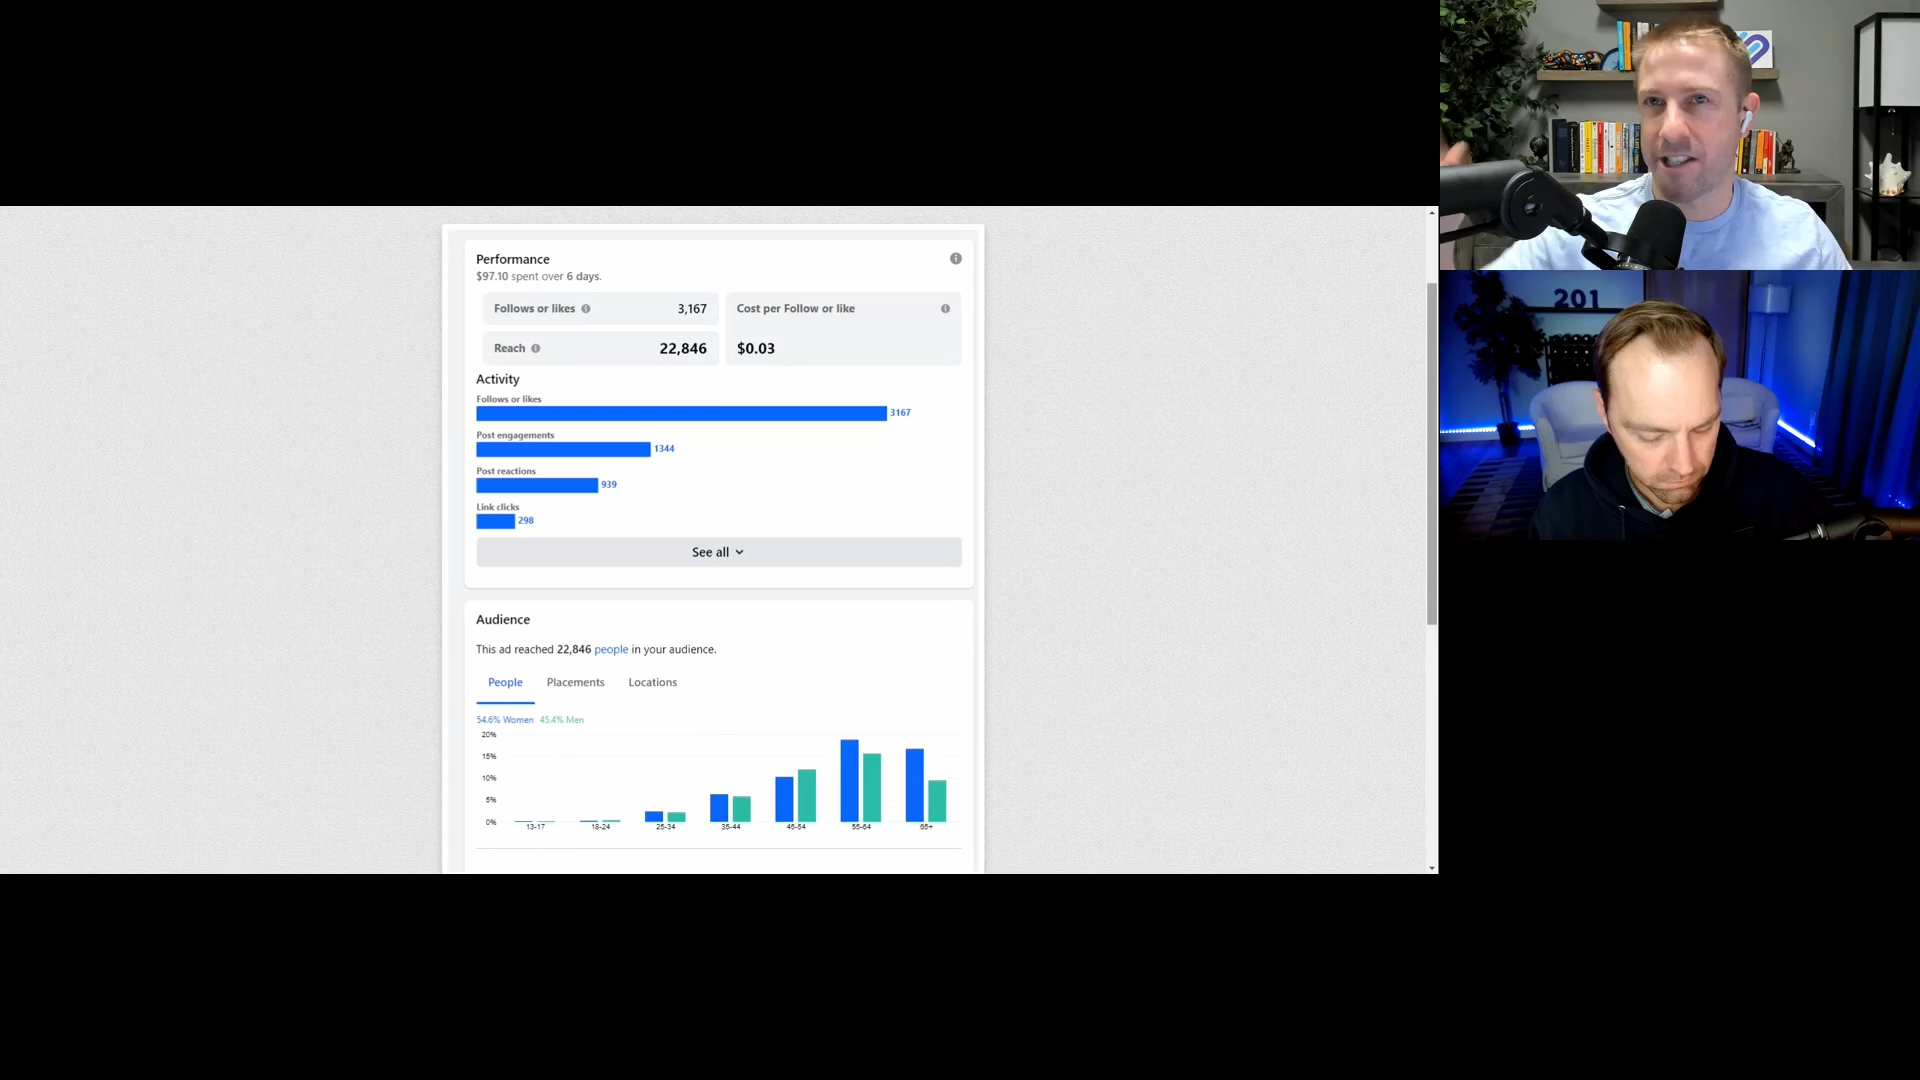 Performance
$97.10 spent over 6 days.
Follows or likes 3,167
Cost per Follow or like
Reach 22,846
$0.03
Activity
Follows or likes
3167
Post engagements
1344
Post reactions
939
Link clicks
298
See all
Audience
This ad reached 22,846 people in your audience.
People Placements Locations
54.6% Women 45.4% Men
20%
15%
10%
5%
0%
13-17 18-24 25-34 35-44 45-54 55-64 65+
201